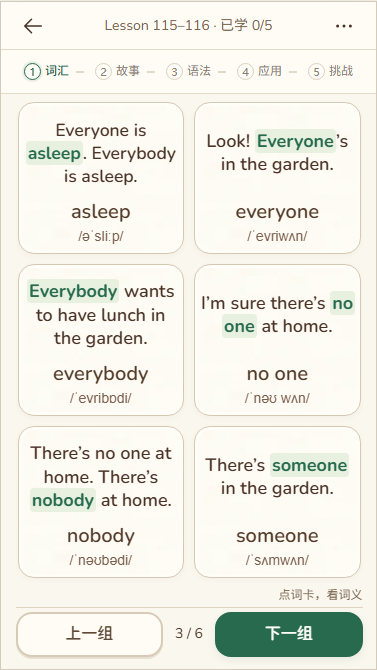 Lesson 115–116 · 已学 0/5
1 词汇 – 2 故事 – 3 语法 – 4 应用 – 5 挑战
Everyone is
asleep. Everybody
is asleep.
asleep
/əˈsliːp/
Look! Everyone’s
in the garden.
everyone
/ˈevriwʌn/
Everybody wants
to have lunch in
the garden.
everybody
/ˈevribɒdi/
I’m sure there’s no
one at home.
no one
/ˈnəʊ wʌn/
There’s no one at
home. There’s
nobody at home.
nobody
/ˈnəʊbədi/
There’s someone
in the garden.
someone
/ˈsʌmwʌn/
点词卡，看词义
上一组
3 / 6
下一组